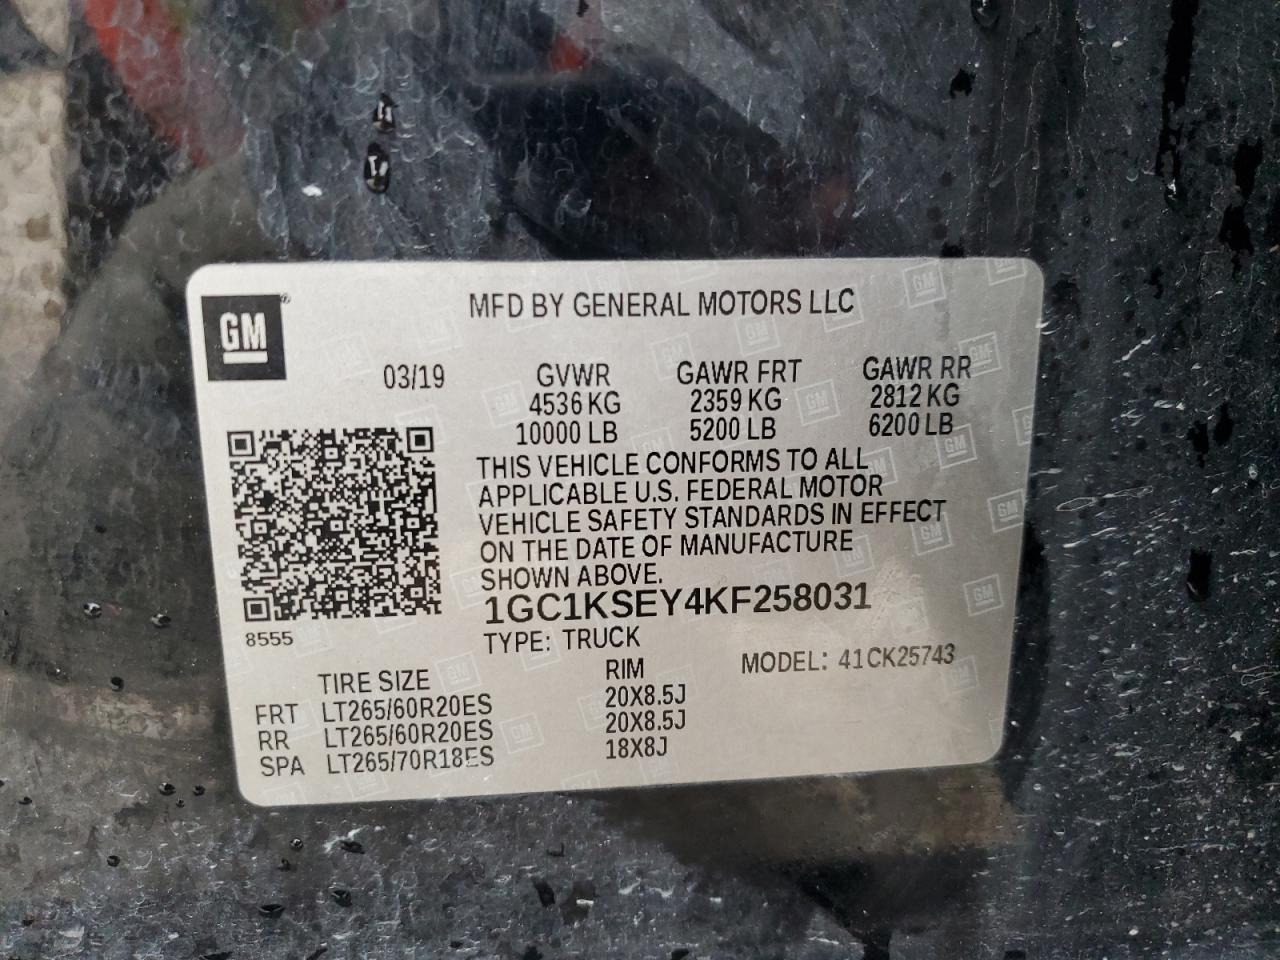 GM®
MFD BY GENERAL MOTORS LLC
03/19 GVWR GAWR FRT GAWR RR
4536 KG 2359 KG 2812 KG
10000 LB 5200 LB 6200 LB
THIS VEHICLE CONFORMS TO ALL
APPLICABLE U.S. FEDERAL MOTOR
VEHICLE SAFETY STANDARDS IN EFFECT
ON THE DATE OF MANUFACTURE
SHOWN ABOVE.
1GC1KSEY4KF258031
8555
TYPE: TRUCK
MODEL: 41CK25743
TIRE SIZE RIM
FRT LT265/60R20ES 20X8.5J
RR LT265/60R20ES 20X8.5J
SPA LT265/70R18ES 18X8J